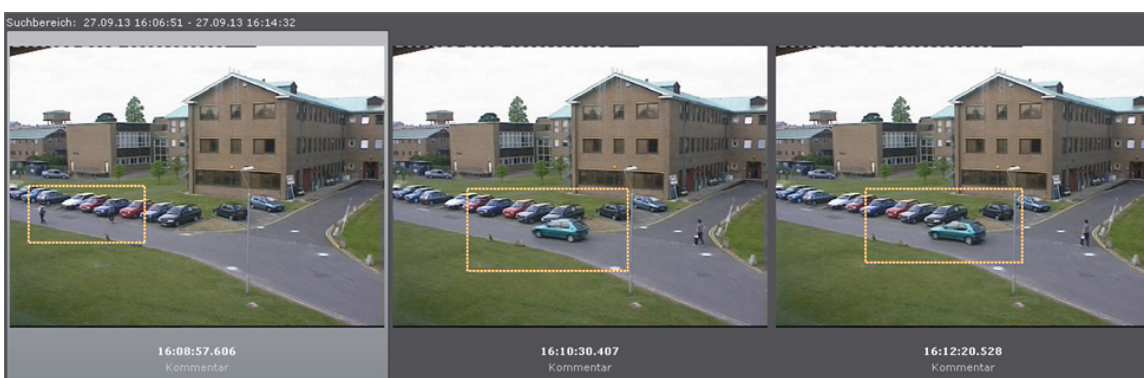 Suchbereich: 27.09.13 16:06:51 - 27.09.13 16:14:32
16:08:57.606
Kommentar
16:10:30.407
Kommentar
16:12:20.528
Kommentar